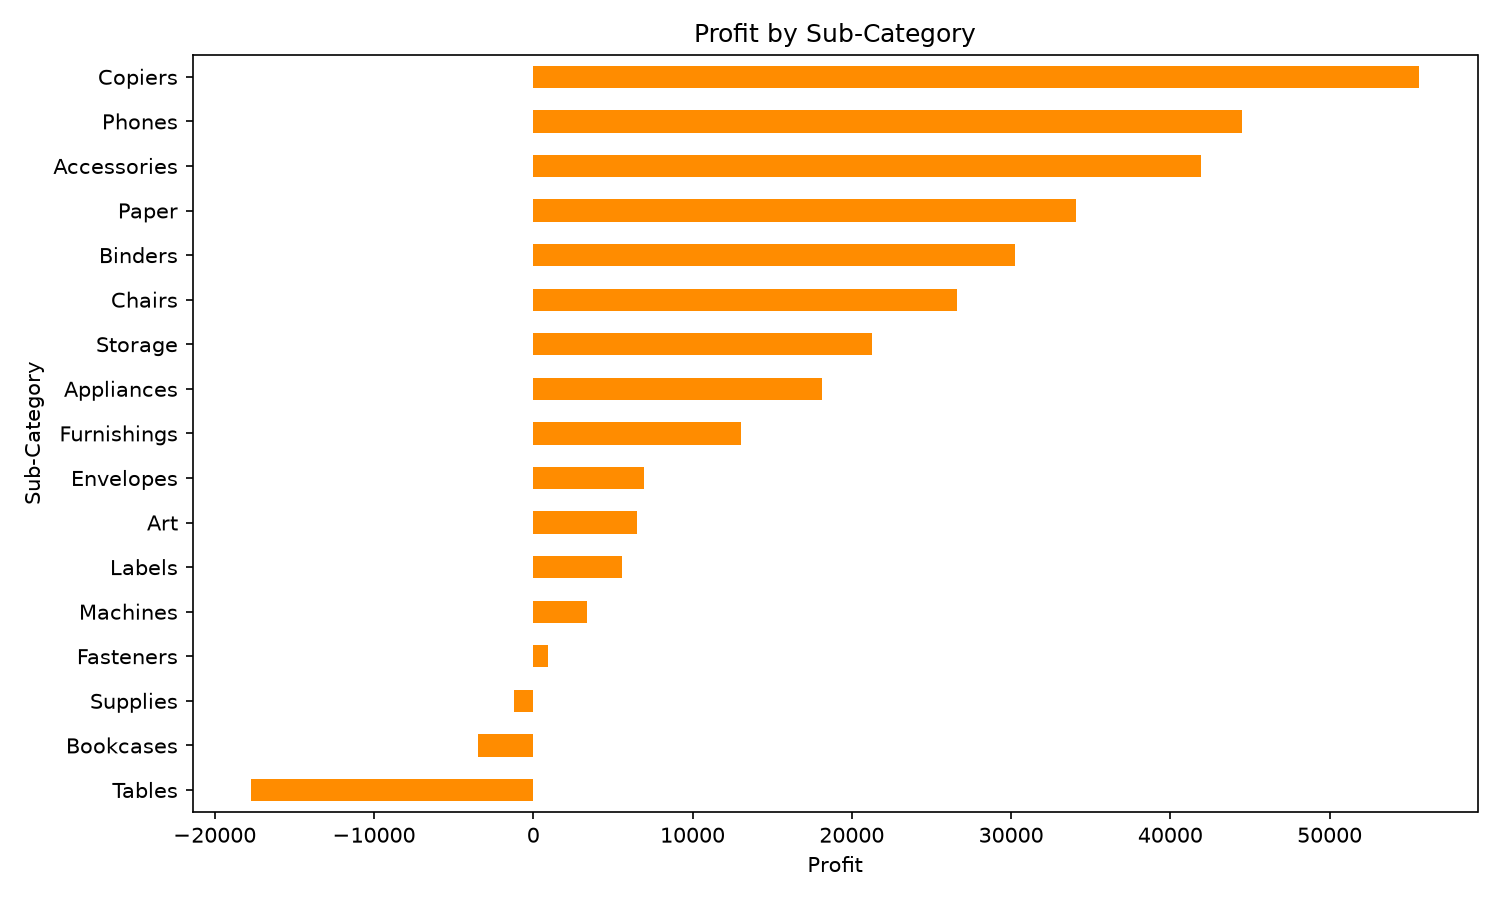 Profit by Sub-Category
Copiers
Phones
Accessories
Paper
Binders
Chairs
Storage
Appliances
Furnishings
Envelopes
Art
Labels
Machines
Fasteners
Supplies
Bookcases
Tables
Sub-Category
−20000 −10000 0 10000 20000 30000 40000 50000
Profit